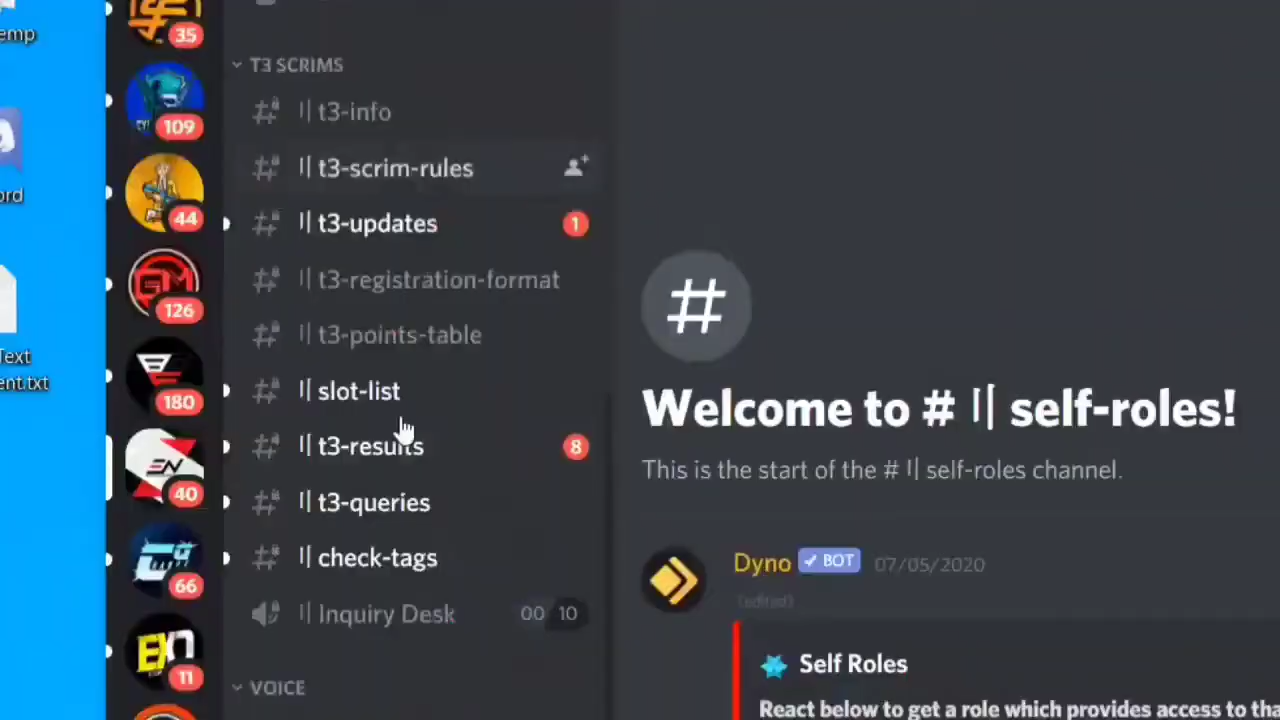 emp
ord
Text
ent.txt
35
109
44
126
180
40
66
11
T3 SCRIMS
|| t3-info
|| t3-scrim-rules
|| t3-updates
1
|| t3-registration-format
|| t3-points-table
|| slot-list
|| t3-results
8
|| t3-queries
|| check-tags
|| Inquiry Desk 00 10
VOICE
#
Welcome to # || self-roles!
This is the start of the # || self-roles channel.
Dyno ✓ BOT 07/05/2020
(edited)
Self Roles
React below to get a role which provides access to tha